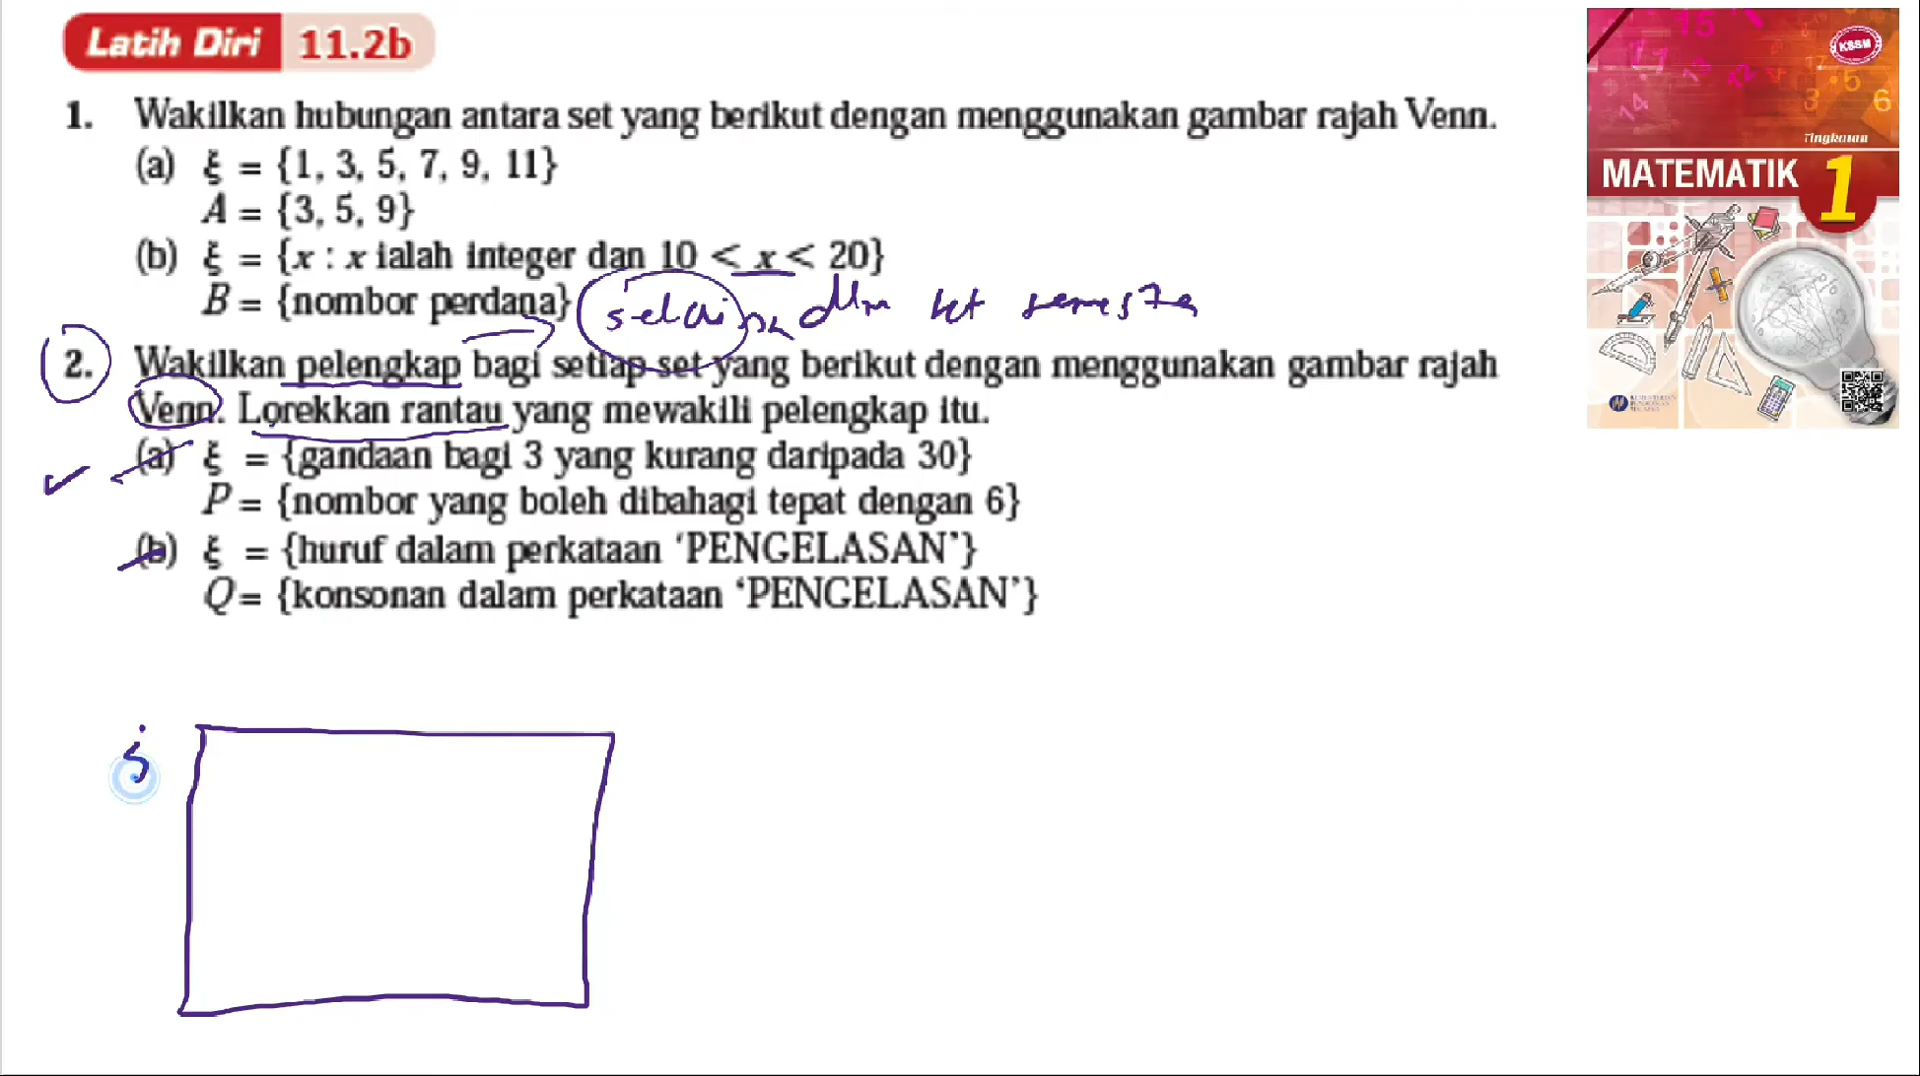 Latih Diri 11.2b
1. Wakilkan hubungan antara set yang berikut dengan menggunakan gambar rajah Venn.
(a) ξ = {1, 3, 5, 7, 9, 11}
A = {3, 5, 9}
(b) ξ = {x : x ialah integer dan 10 < x < 20}
B = {nombor perdana}
selainnya dlm set semesta
2. Wakilkan pelengkap bagi setiap set yang berikut dengan menggunakan gambar rajah
Venn. Lorekkan rantau yang mewakili pelengkap itu.
(a) ξ = {gandaan bagi 3 yang kurang daripada 30}
P = {nombor yang boleh dibahagi tepat dengan 6}
(b) ξ = {huruf dalam perkataan ‘PENGELASAN’}
Q = {konsonan dalam perkataan ‘PENGELASAN’}
KSSM
Tingkatan
MATEMATIK 1